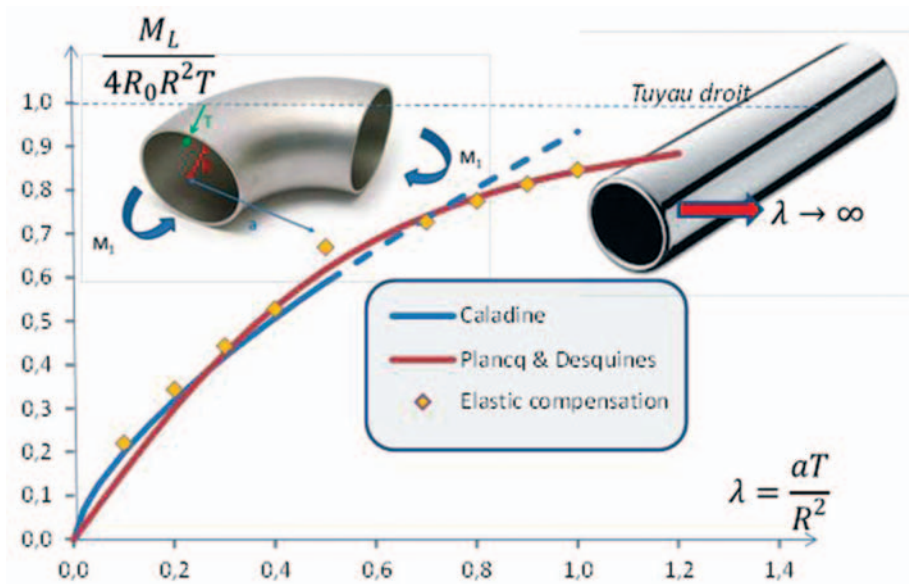 M_L
4R_0R^2T
1,0
0,9
0,8
0,7
0,6
0,5
0,4
0,3
0,2
0,1
0,0
0,0 0,2 0,4 0,6 0,8 1,0 1,2 1,4
T
a
M_1
M_1
Tuyau droit
λ → ∞
Caladine
Plancq & Desquines
Elastic compensation
λ = aT
R^2